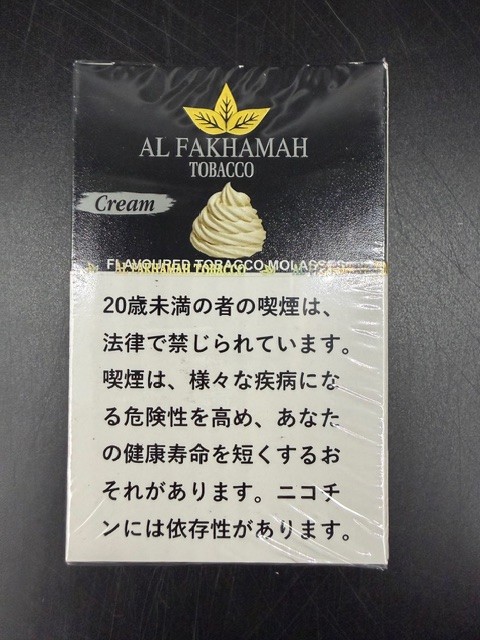 AL FAKHAMAH
TOBACCO
Cream
FLAVOURED TOBACCO MOLASSES
AL FAKHAMAH TOBACCO
20歳未満の者の喫煙は、
法律で禁じられています。
喫煙は、様々な疾病にな
る危険性を高め、あなた
の健康寿命を短くするお
それがあります。ニコチ
ンには依存性があります。